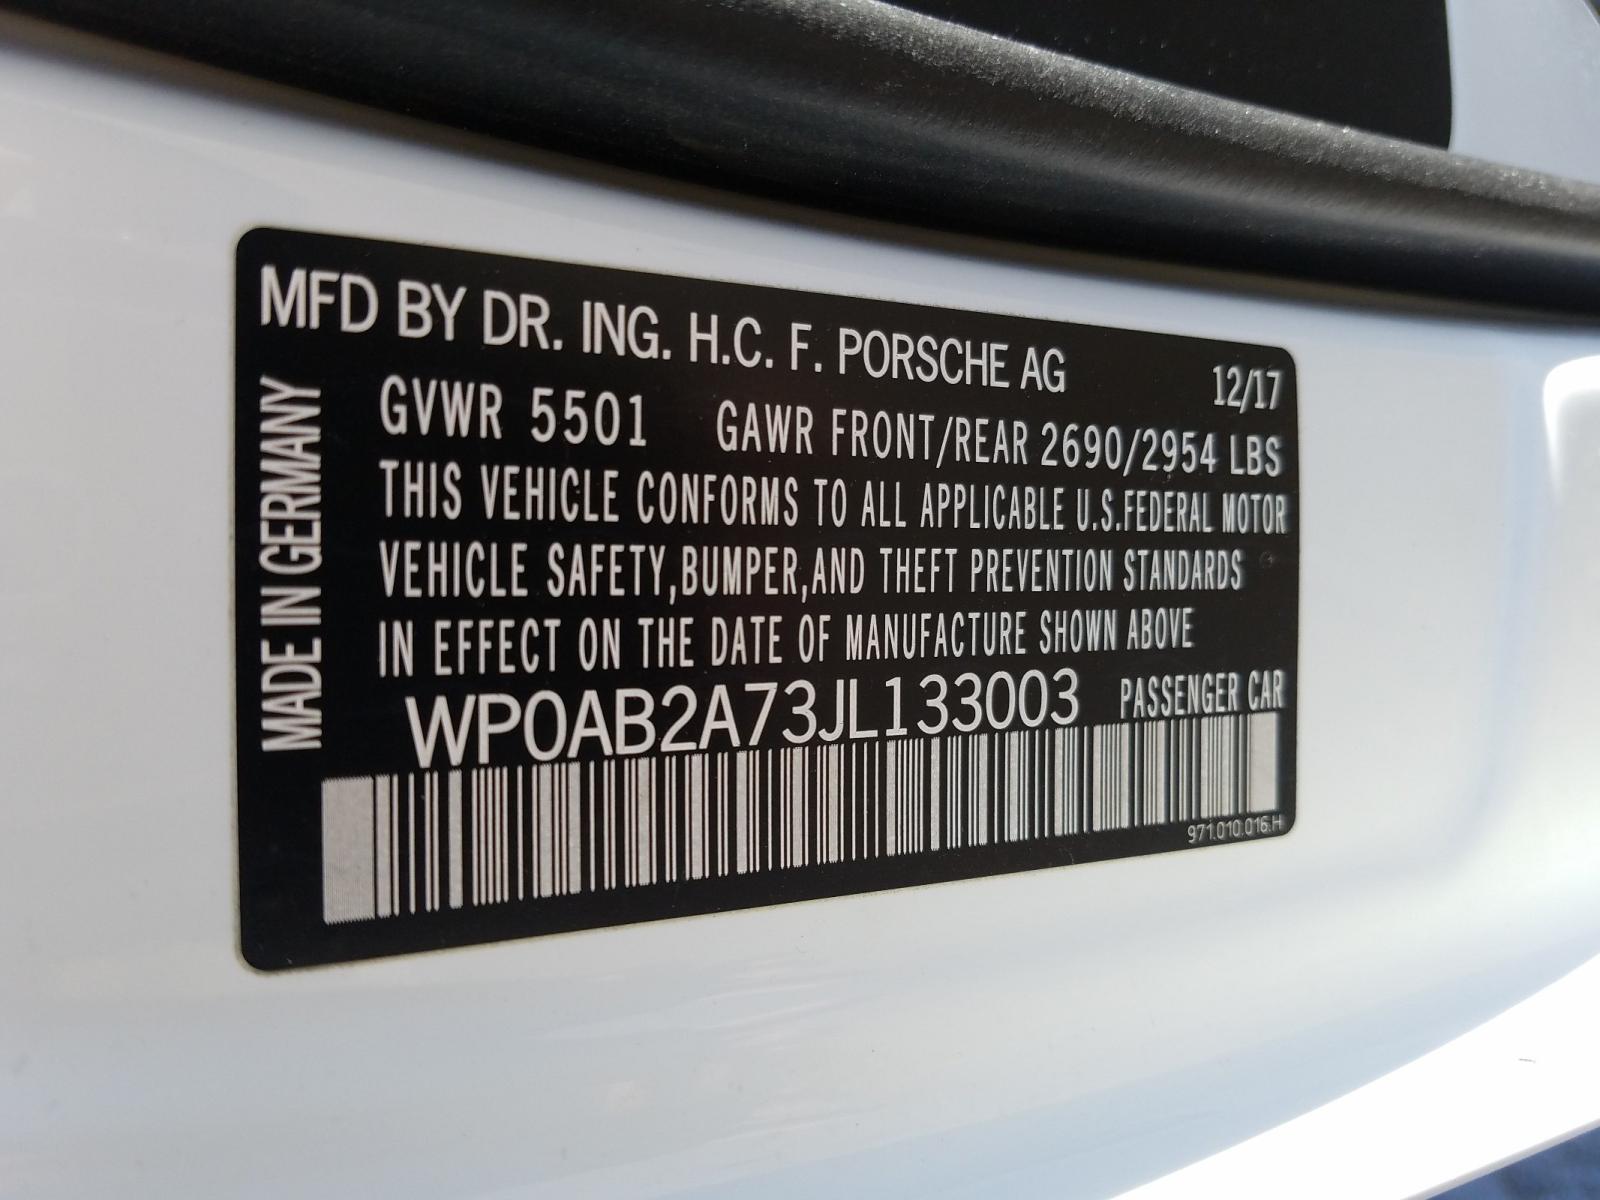 MFD BY DR. ING. H.C. F. PORSCHE AG 12/17
GVWR 5501 GAWR FRONT/REAR 2690/2954 LBS
THIS VEHICLE CONFORMS TO ALL APPLICABLE U.S.FEDERAL MOTOR
VEHICLE SAFETY,BUMPER,AND THEFT PREVENTION STANDARDS
IN EFFECT ON THE DATE OF MANUFACTURE SHOWN ABOVE
WP0AB2A73JL133003 PASSENGER CAR
971.010.016.H
MADE IN GERMANY